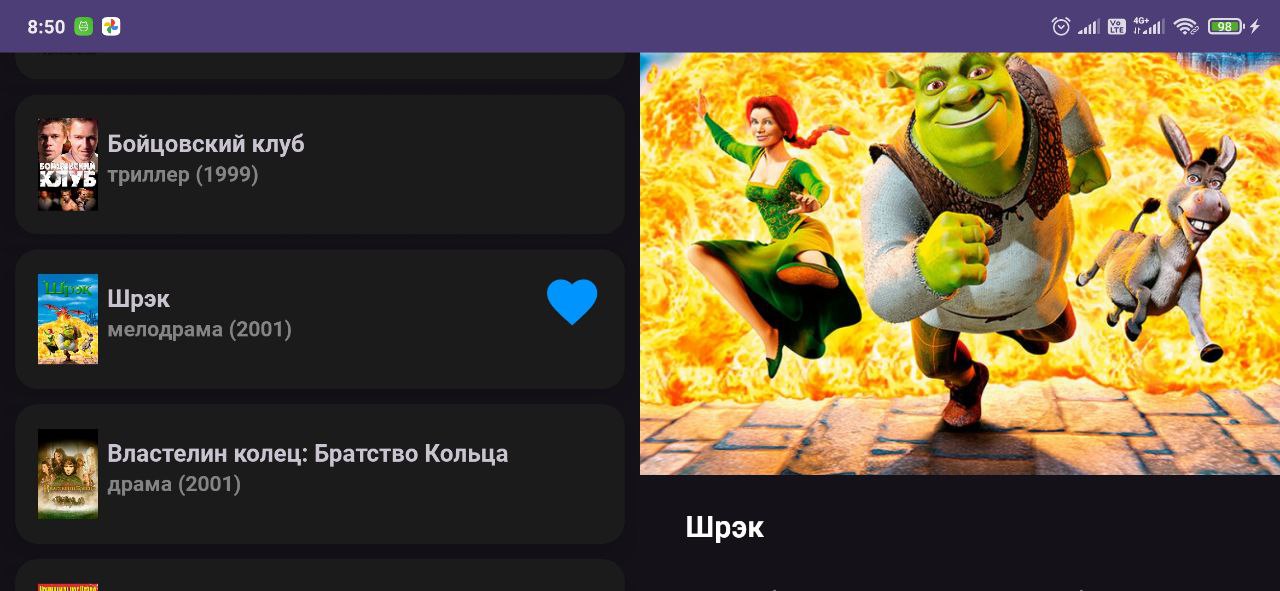 8:50
Vo LTE
4G+
98
Бойцовский клуб
триллер (1999)
БОЙЦОВСКИЙ
КЛУБ
Шрэк
мелодрама (2001)
Шрэк
Властелин колец: Братство Кольца
драма (2001)
Шрэк